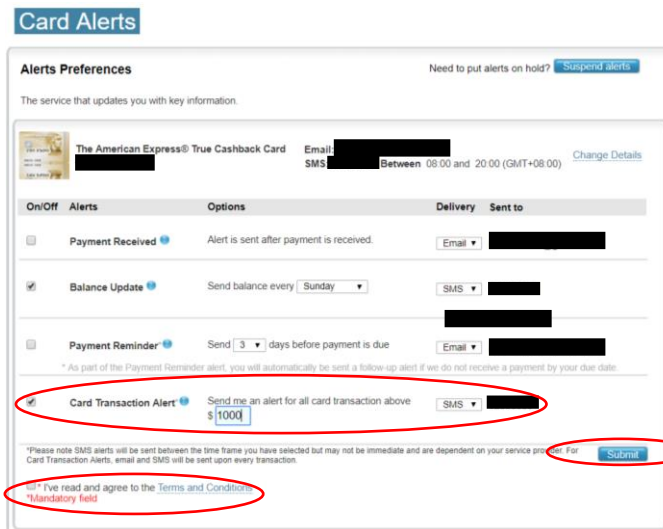 Card Alerts
Alerts Preferences
Need to put alerts on hold? Suspend alerts
The service that updates you with key information.
The American Express® True Cashback Card
Email:
SMS Between 08:00 and 20:00 (GMT+08:00)
Change Details
On/Off Alerts Options Delivery Sent to
Payment Received Alert is sent after payment is received. Email
Balance Update Send balance every Sunday SMS
Payment Reminder* Send 3 days before payment is due Email
* As part of the Payment Reminder alert, you will automatically be sent a follow-up alert if we do not receive a payment by your due date.
Card Transaction Alert* Send me an alert for all card transaction above SMS
$ 1000
*Please note SMS alerts will be sent between the time frame you have selected but may not be immediate and are dependent on your service provider. For
Card Transaction Alerts, email and SMS will be sent upon every transaction.
Submit
* I've read and agree to the Terms and Conditions
*Mandatory field